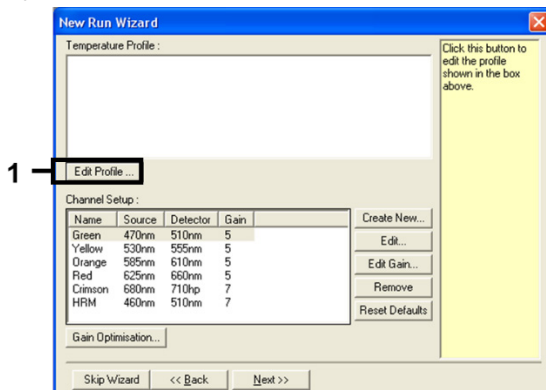 New Run Wizard
Temperature Profile :
Click this button to
edit the profile
shown in the box
above.
1
Edit Profile ...
Channel Setup :
Name Source Detector Gain
Green 470nm 510nm 5
Yellow 530nm 555nm 5
Orange 585nm 610nm 5
Red 625nm 660nm 5
Crimson 680nm 710hp 7
HRM 460nm 510nm 7
Create New...
Edit...
Edit Gain...
Remove
Reset Defaults
Gain Optimisation...
Skip Wizard << Back Next >>